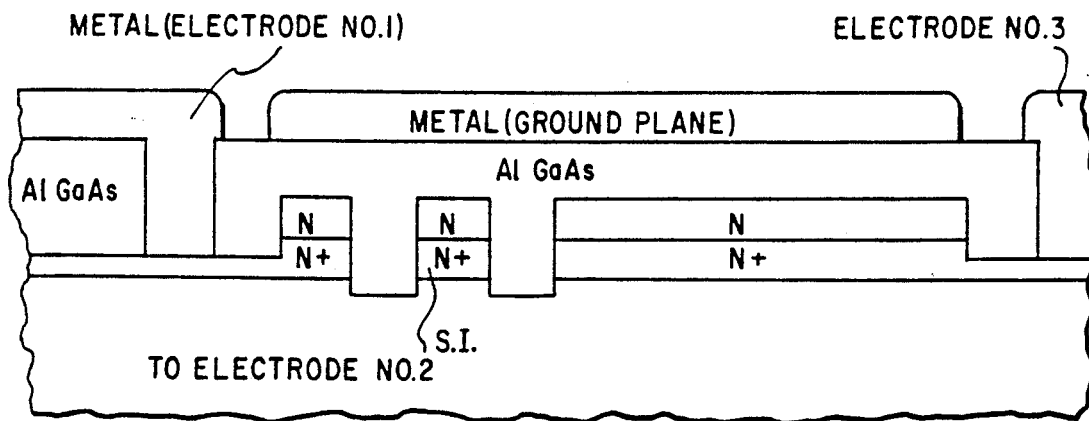 METAL(ELECTRODE NO.1)
ELECTRODE NO.3
METAL(GROUND PLANE)
Al GaAs
Al GaAs
N
N
N
N+
N+
N+
S.I.
TO ELECTRODE NO.2